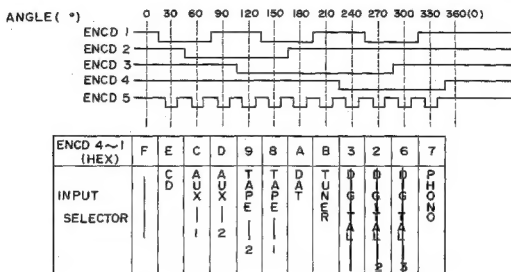 ANGLE( °) 0 30 60 90 120 150 180 210 240 270 300 330 360(0)
ENCD 1
ENCD 2
ENCD 3
ENCD 4
ENCD 5
ENCD 4~1 (HEX) F E C D 9 8 A B 3 2 6 7
INPUT SELECTOR — CD AUX-1 AUX-2 TAPE-2 TAPE-1 DAT TUNER DIGITAL-1 DIGITAL-2 DIGITAL-3 PHONO